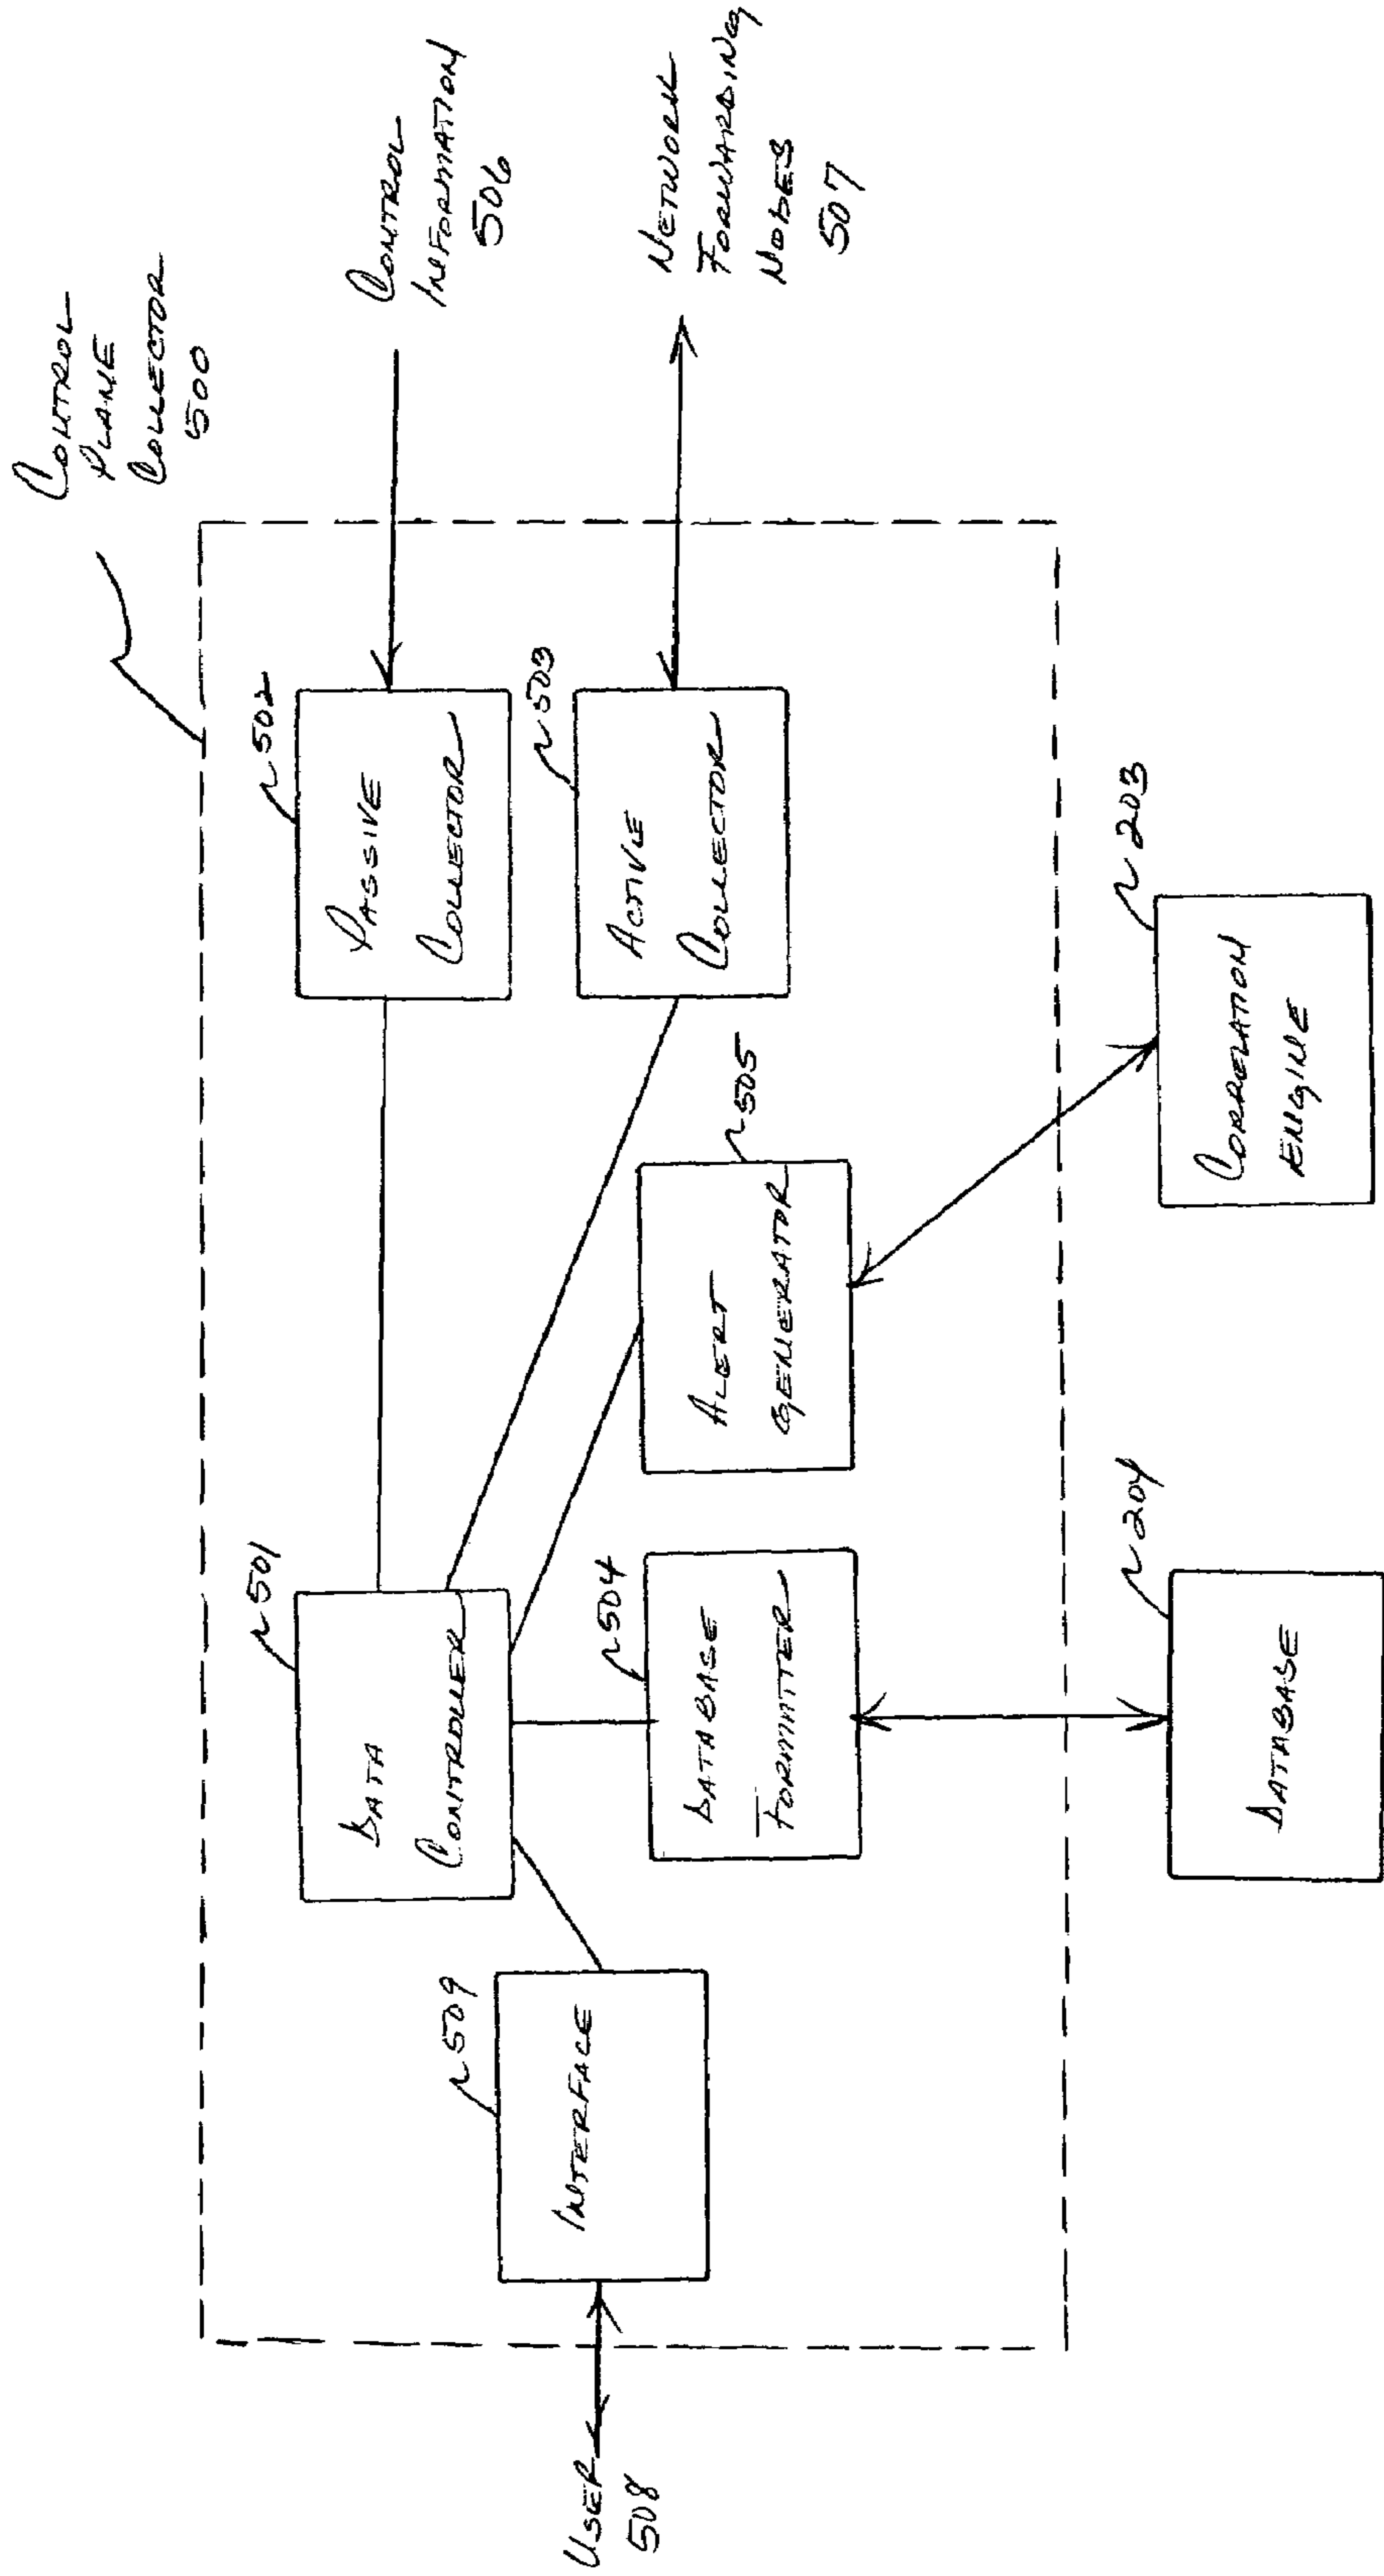 CONTROL
PLANE
COLLECTOR
500
CONTROL
INFORMATION
506
NETWORK
FORWARDING
NODES
507
502
PASSIVE
COLLECTOR
503
ACTIVE
COLLECTOR
501
DATA
CONTROLLER
505
ALERT
GENERATOR
504
DATABASE
FORMATTER
509
INTERFACE
USER
508
203
CORRELATION
ENGINE
204
DATABASE